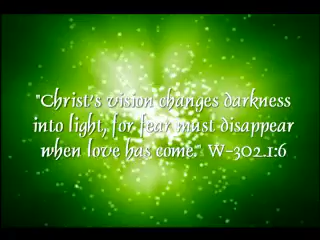 "Christ's vision changes darkness
into light, for fear must disappear
when love has come." W-302.1:6